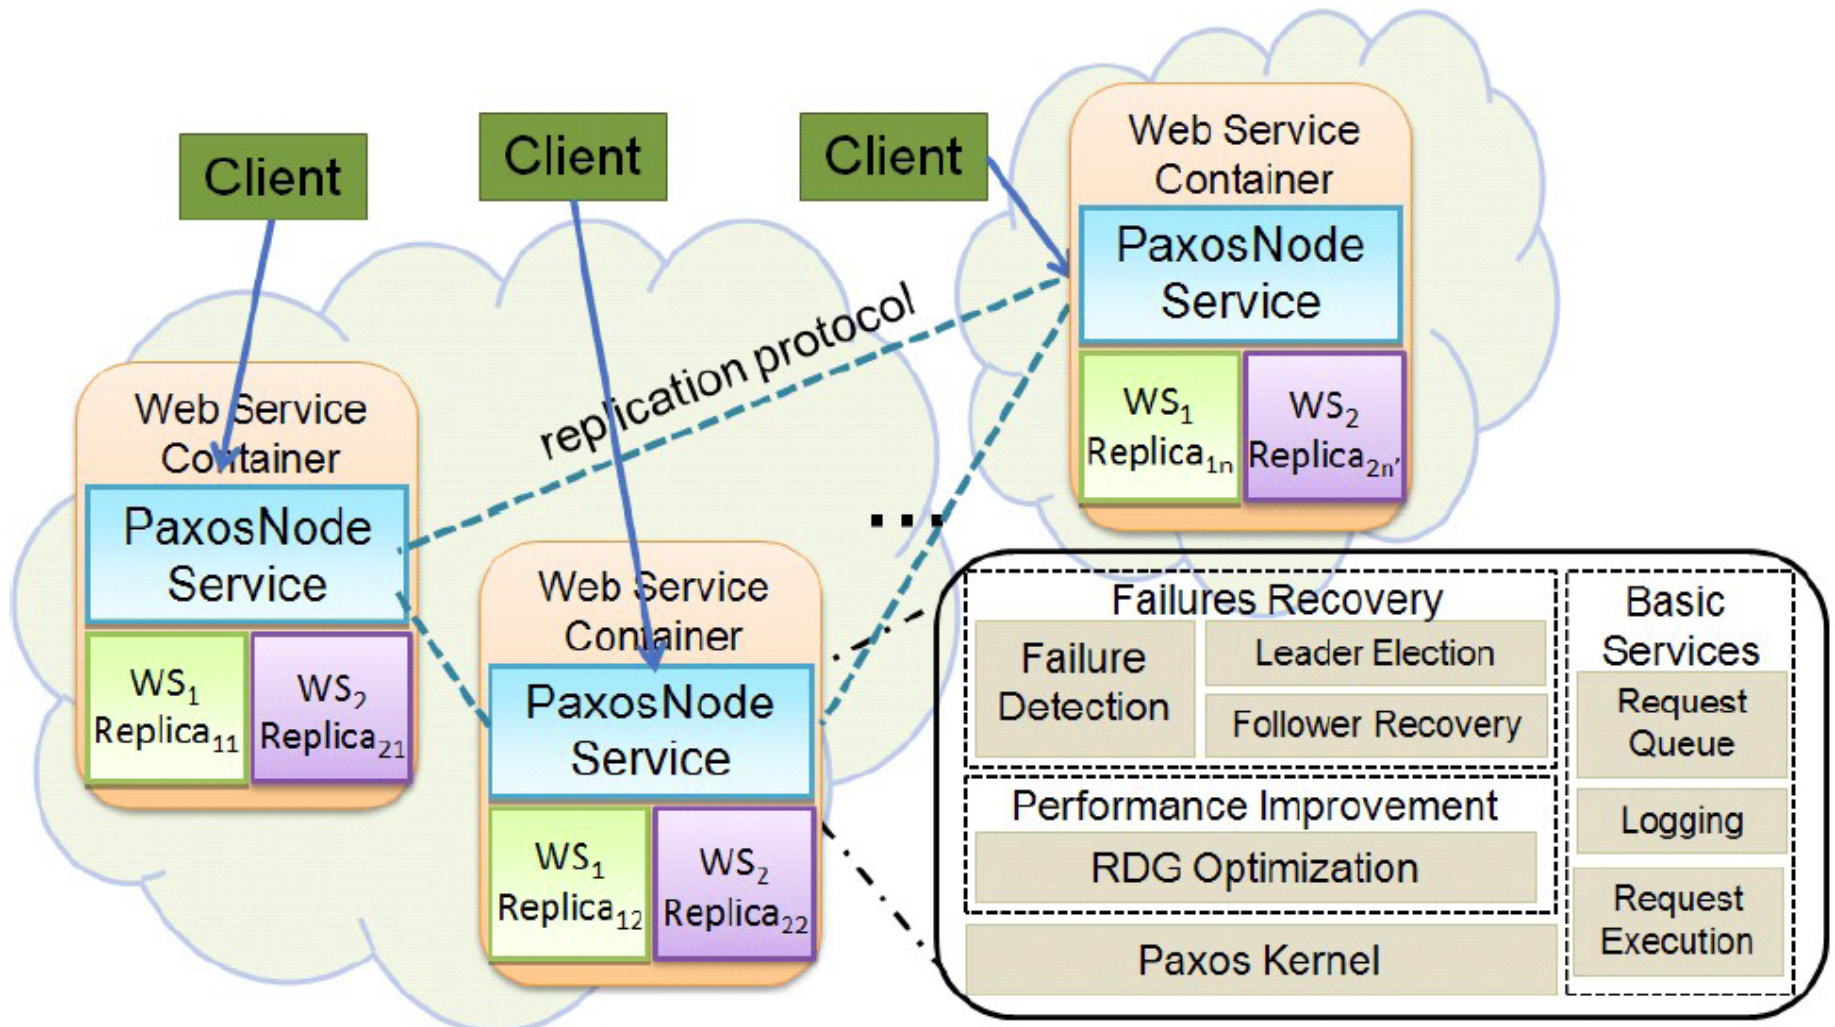 Client
Client
Client
Web Service
Container
PaxosNode
Service
WS₁
Replica₁ₙ
WS₂
Replica₂ₙ’
replication protocol
...
Web Service
Container
PaxosNode
Service
WS₁
Replica₁₁
WS₂
Replica₂₁
Web Service
Container
PaxosNode
Service
WS₁
Replica₁₂
WS₂
Replica₂₂
Failures Recovery
Failure
Detection
Leader Election
Follower Recovery
Performance Improvement
RDG Optimization
Paxos Kernel
Basic
Services
Request
Queue
Logging
Request
Execution